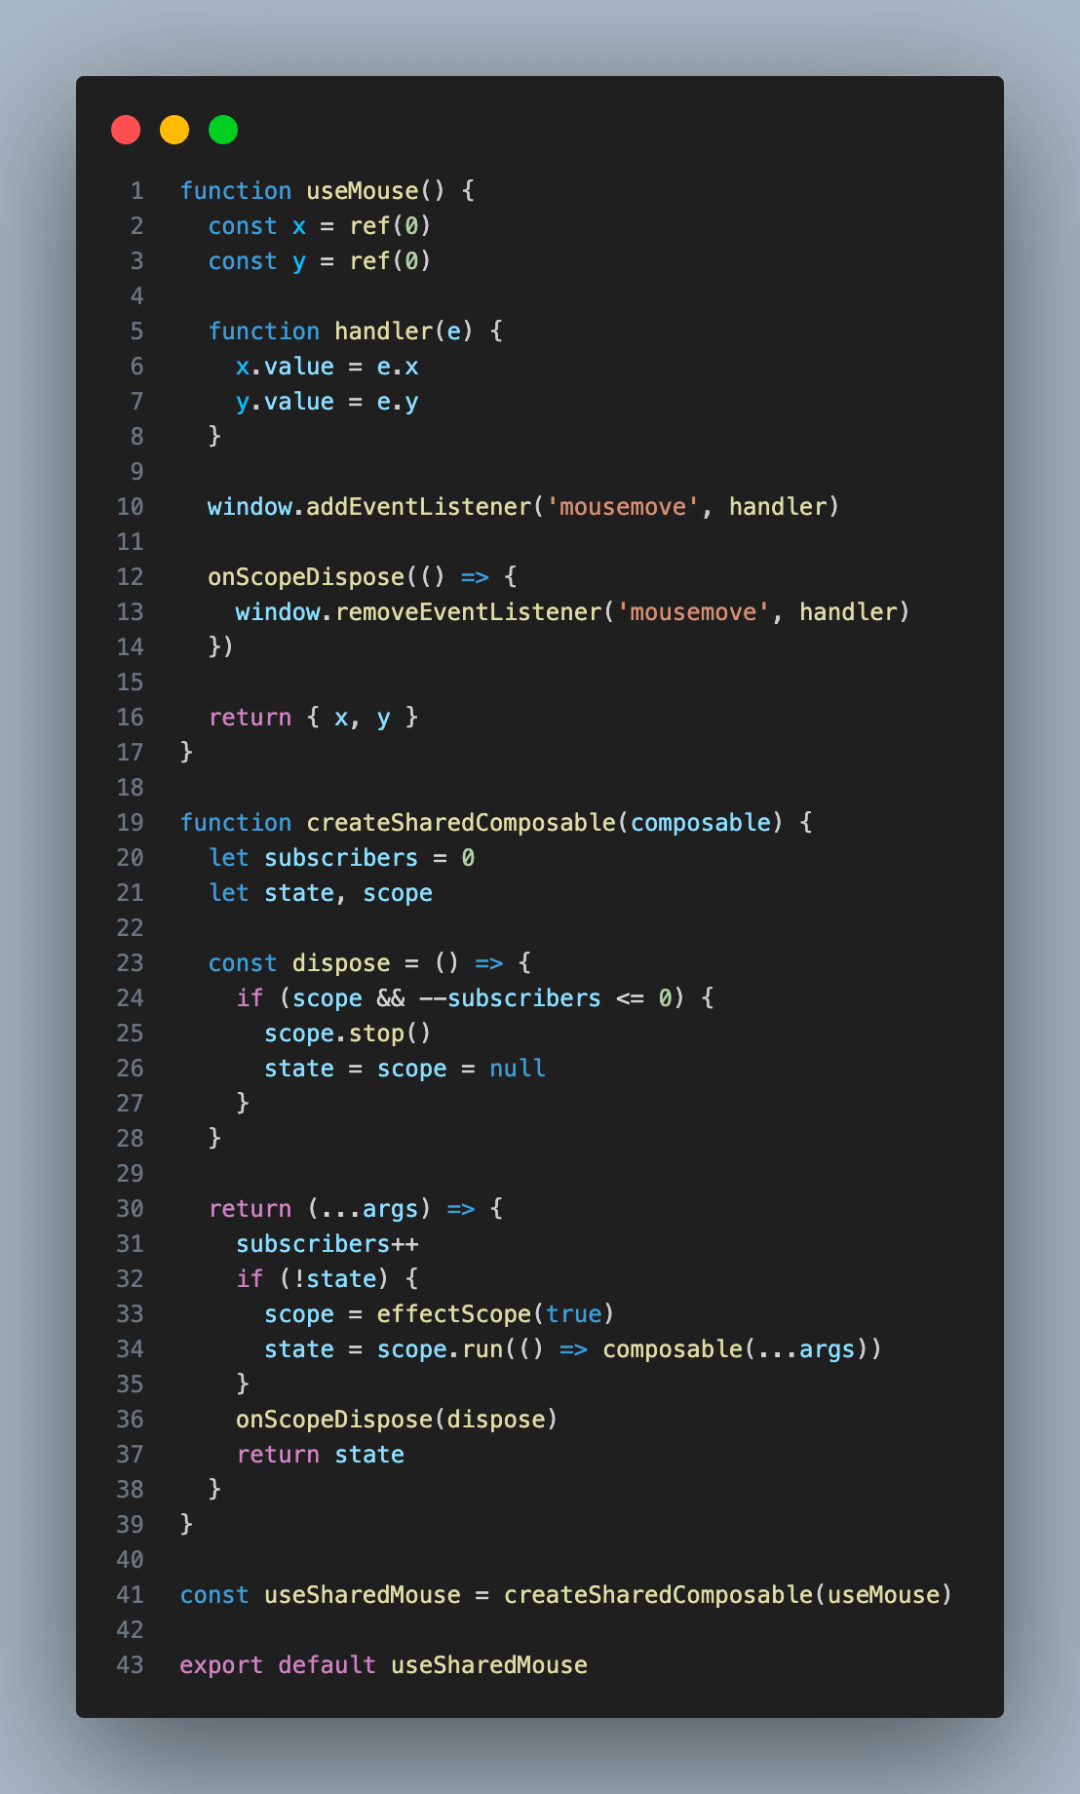 1 function useMouse() {
2   const x = ref(0)
3   const y = ref(0)
4
5   function handler(e) {
6     x.value = e.x
7     y.value = e.y
8   }
9
10   window.addEventListener('mousemove', handler)
11
12   onScopeDispose(() => {
13     window.removeEventListener('mousemove', handler)
14   })
15
16   return { x, y }
17 }
18
19 function createSharedComposable(composable) {
20   let subscribers = 0
21   let state, scope
22
23   const dispose = () => {
24     if (scope && --subscribers <= 0) {
25       scope.stop()
26       state = scope = null
27     }
28   }
29
30   return (...args) => {
31     subscribers++
32     if (!state) {
33       scope = effectScope(true)
34       state = scope.run(() => composable(...args))
35     }
36     onScopeDispose(dispose)
37     return state
38   }
39 }
40
41 const useSharedMouse = createSharedComposable(useMouse)
42
43 export default useSharedMouse